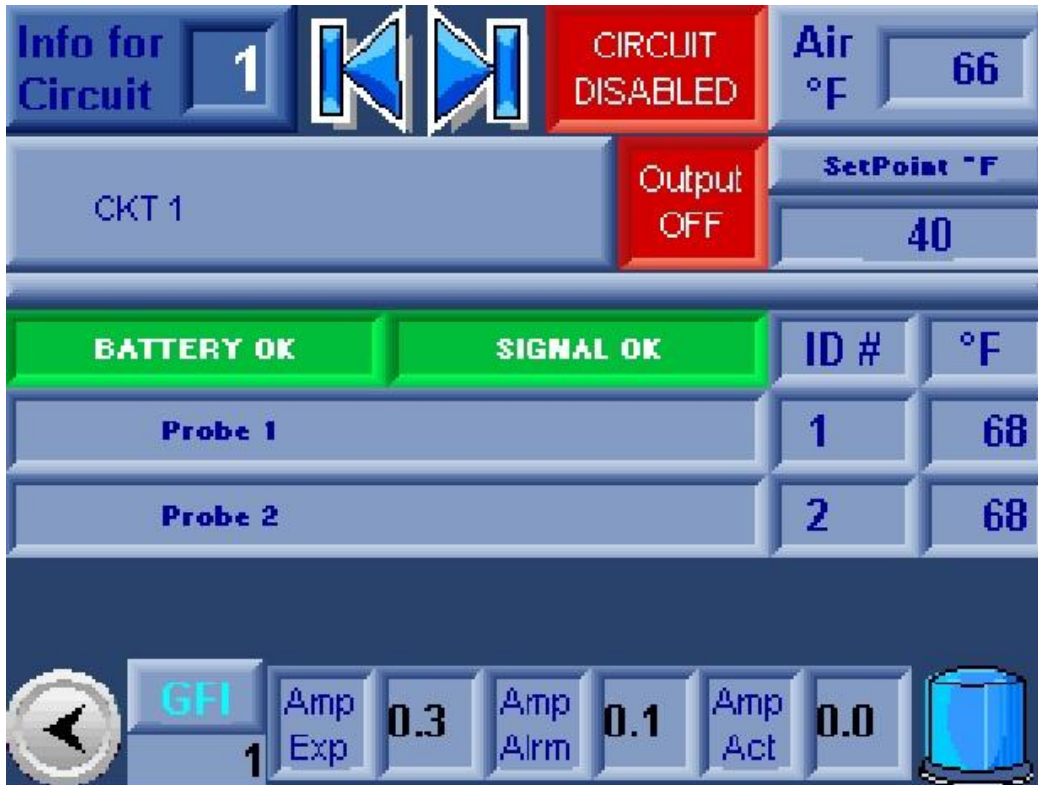 Info for
Circuit
1
CIRCUIT
DISABLED
Air
°F
66
CKT 1
Output
OFF
SetPoint °F
40
BATTERY OK
SIGNAL OK
ID #
°F
Probe 1
1
68
Probe 2
2
68
GFI
1
Amp
Exp
0.3
Amp
Alrm
0.1
Amp
Act
0.0